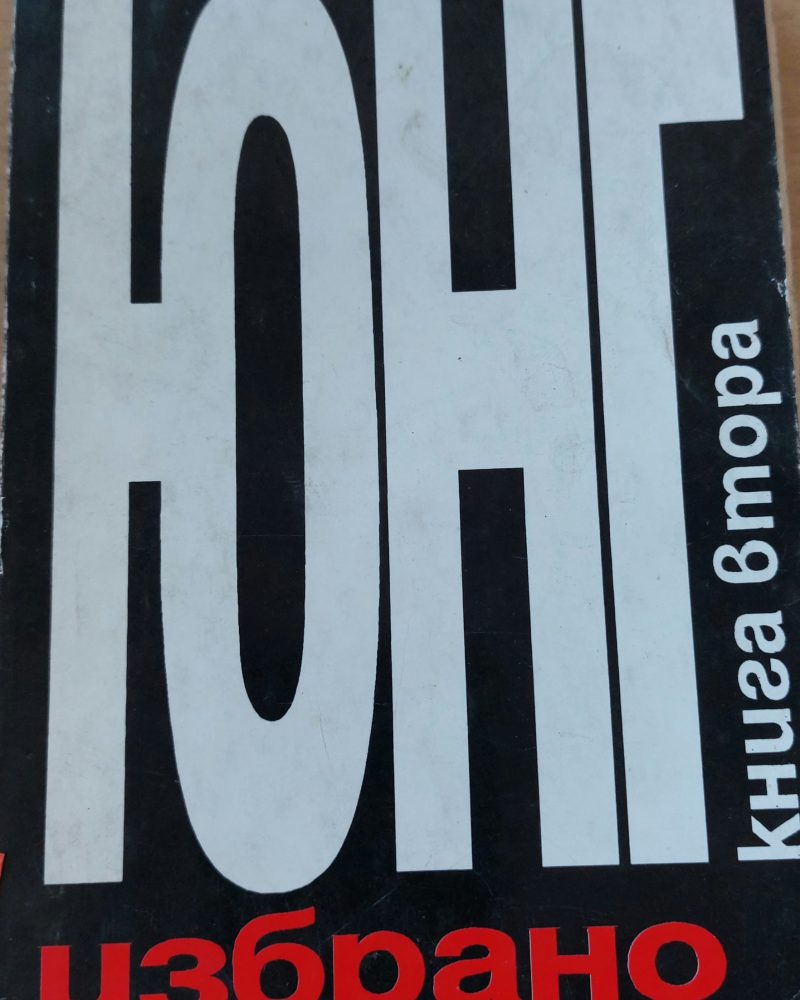 ЮНГ
книга втора
избрано